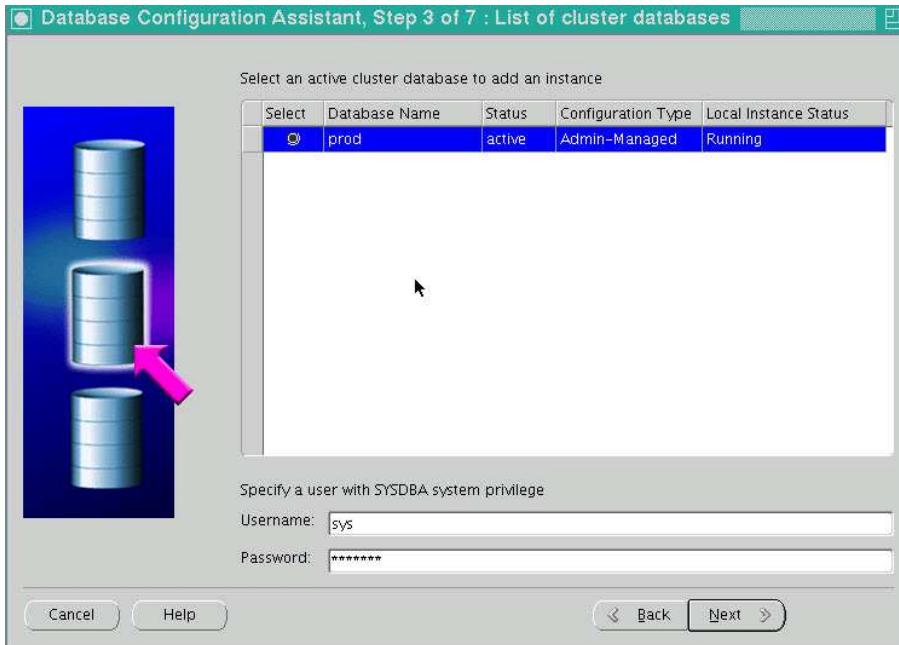 Database Configuration Assistant, Step 3 of 7 : List of cluster databases
Select an active cluster database to add an instance
Select Database Name Status Configuration Type Local Instance Status
prod active Admin-Managed Running
Specify a user with SYSDBA system privilege
Username: sys
Password: *******
Cancel Help Back Next